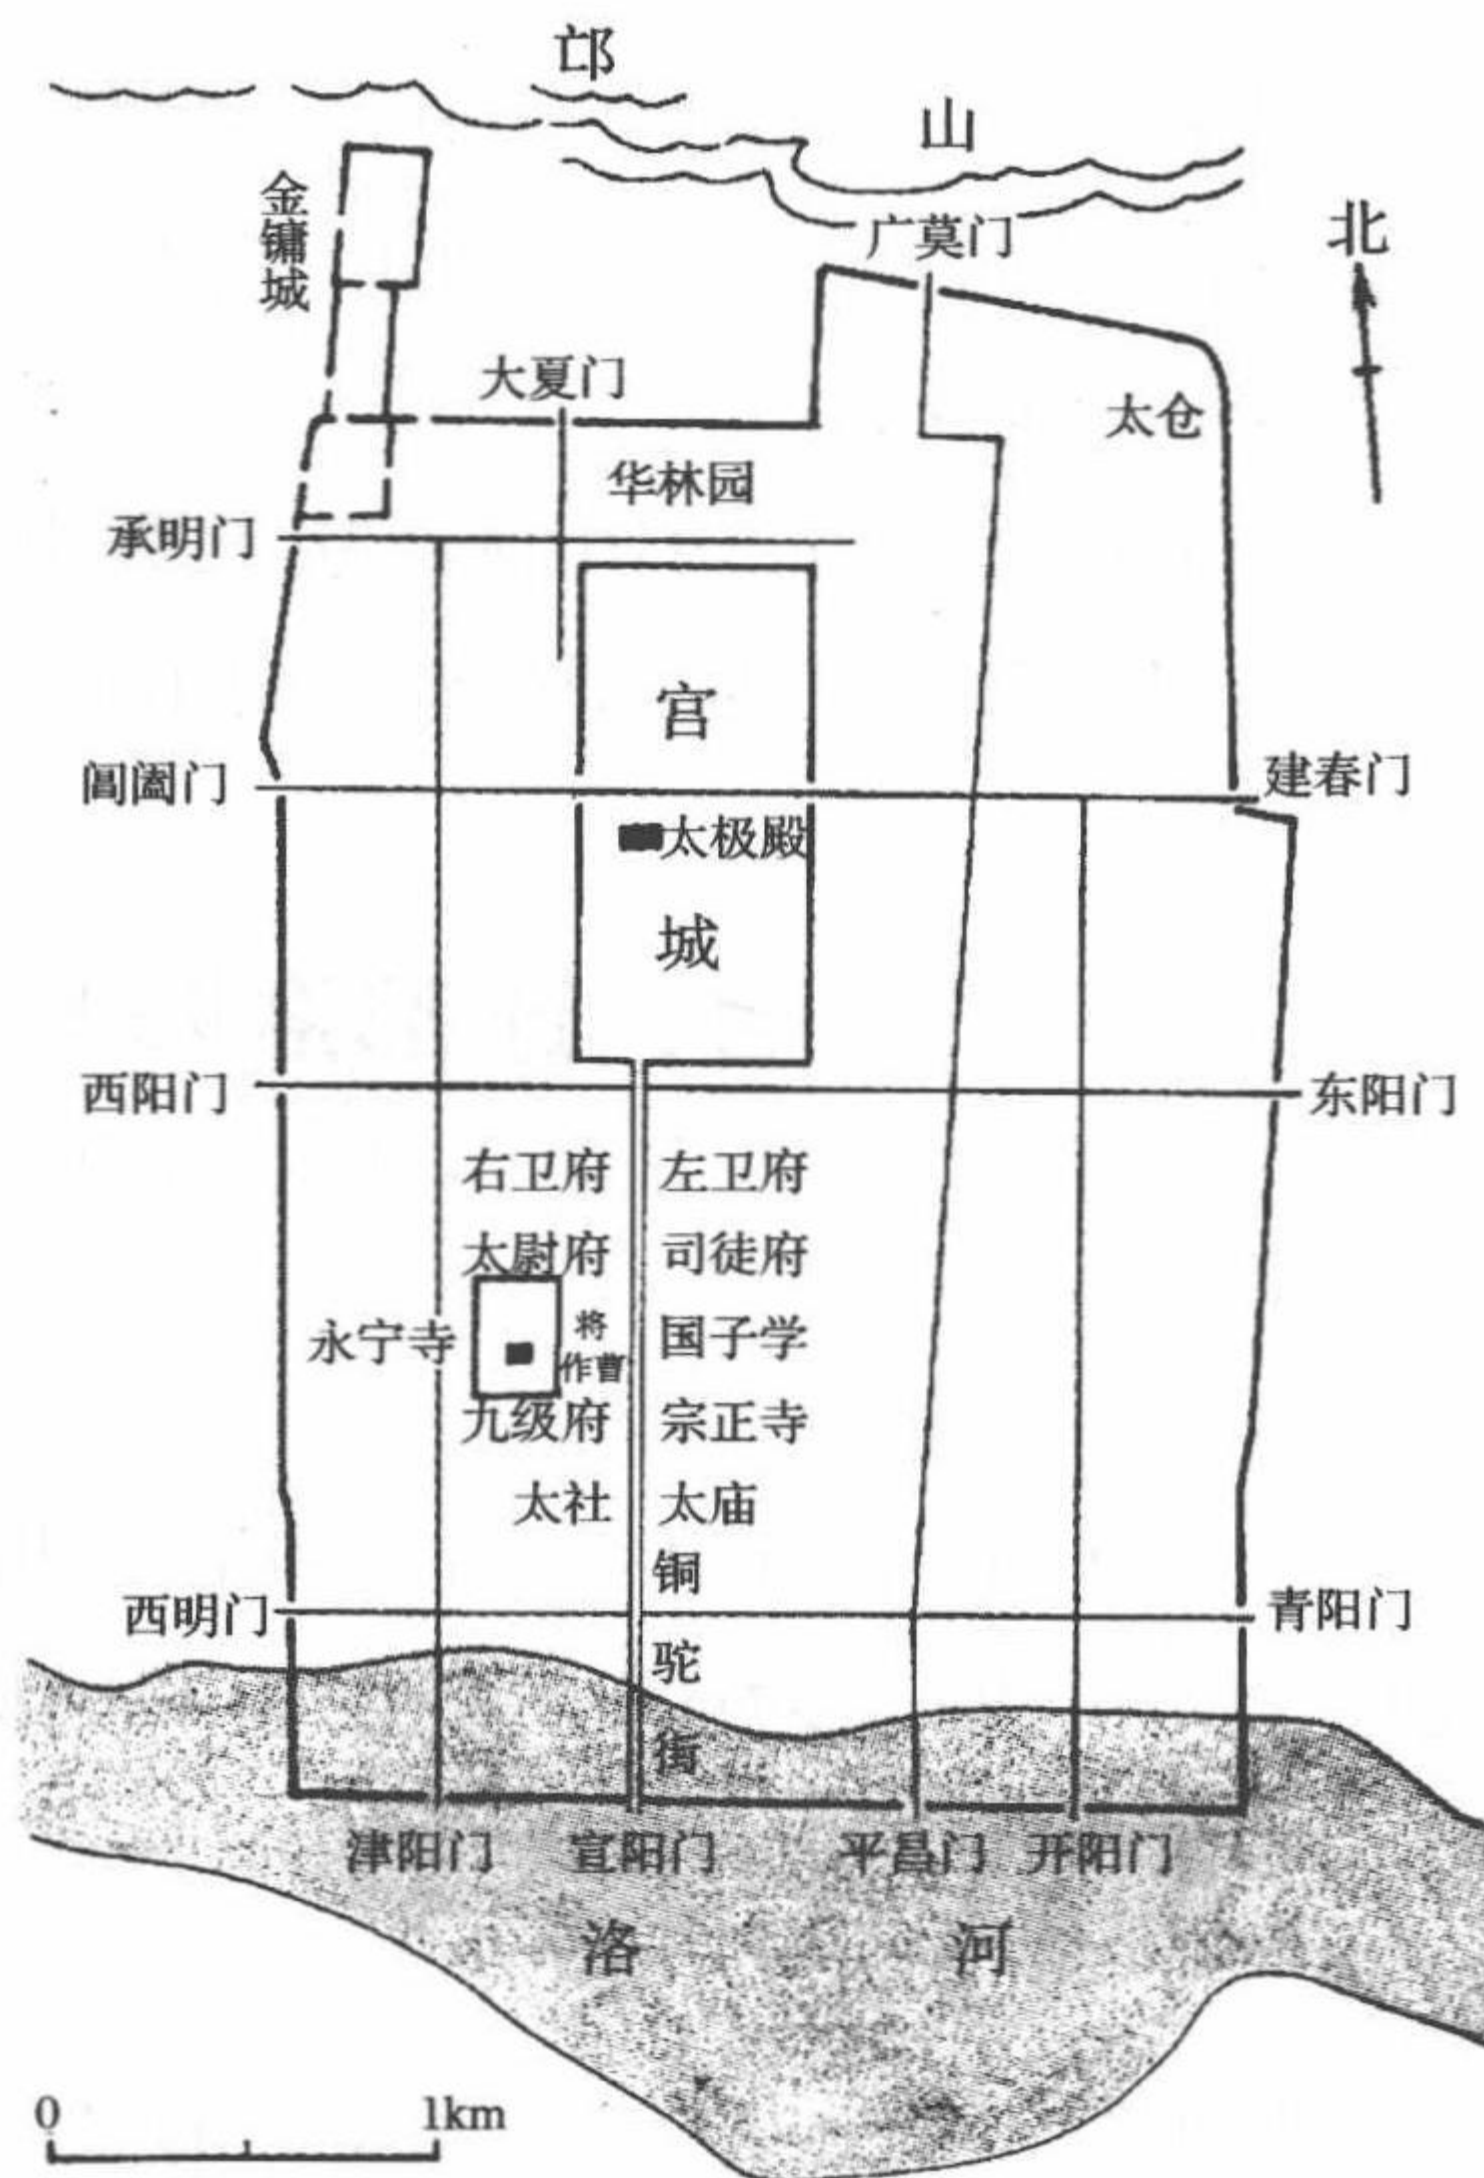 邙
山
金镛城
广莫门
北
大夏门
太仓
华林园
承明门
宫
阊阖门
建春门
太极殿
城
西阳门
东阳门
右卫府
左卫府
太尉府
司徒府
永宁寺
将
作曹
国子学
九级府
宗正寺
太社
太庙
铜
驼
街
西明门
青阳门
津阳门
宣阳门
平昌门
开阳门
洛
河
0
1km